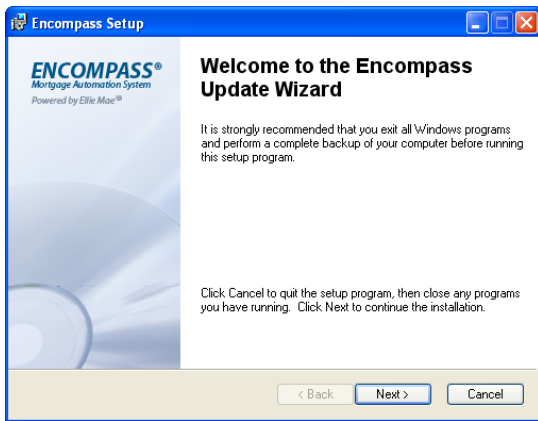 Encompass Setup
ENCOMPASS®
Mortgage Automation System
Powered by Ellie Mae®
Welcome to the Encompass
Update Wizard
It is strongly recommended that you exit all Windows programs
and perform a complete backup of your computer before running
this setup program.
Click Cancel to quit the setup program, then close any programs
you have running. Click Next to continue the installation.
< Back
Next >
Cancel